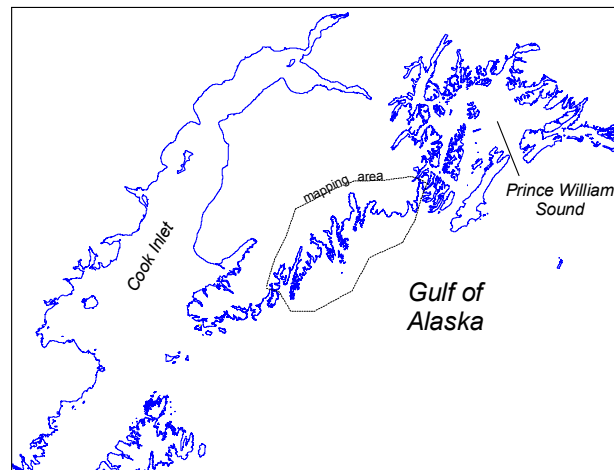 mapping area
Prince William
Sound
Cook Inlet
Gulf of
Alaska